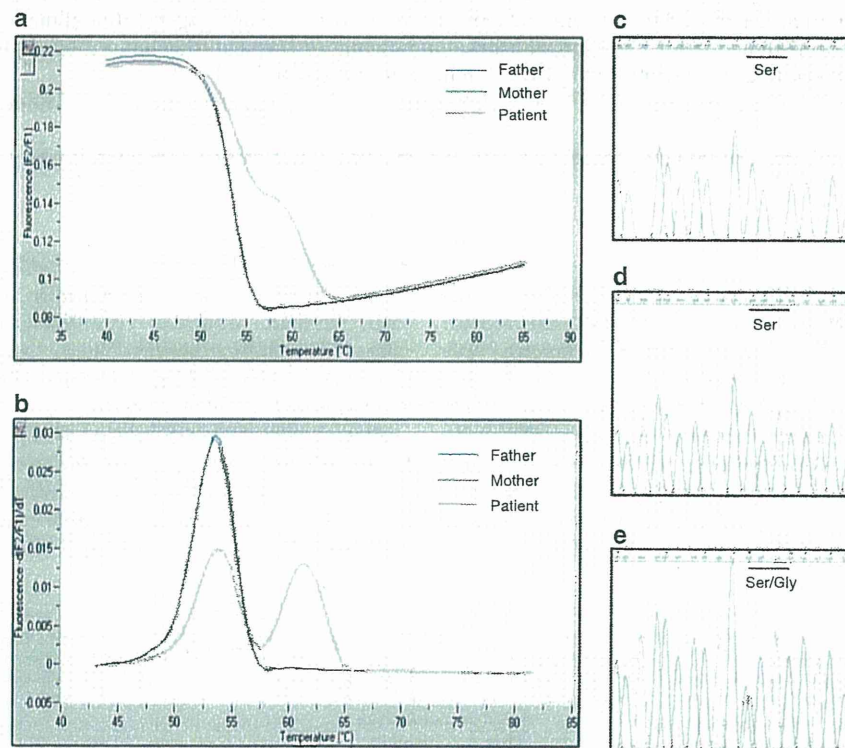 a
0.22
0.2
0.18
0.16
0.14
0.12
0.1
0.08
Fluorescence (F2/F1)
35 40 45 50 55 60 65 70 75 80 85 90
Temperature (°C)
Father
Mother
Patient
b
0.03
0.025
0.02
0.015
0.01
0.005
0
-0.005
Fluorescence -d(F2/F1)/dT
40 45 50 55 60 65 70 75 80 85
Temperature (°C)
Father
Mother
Patient
c
Ser
d
Ser
e
Ser/Gly